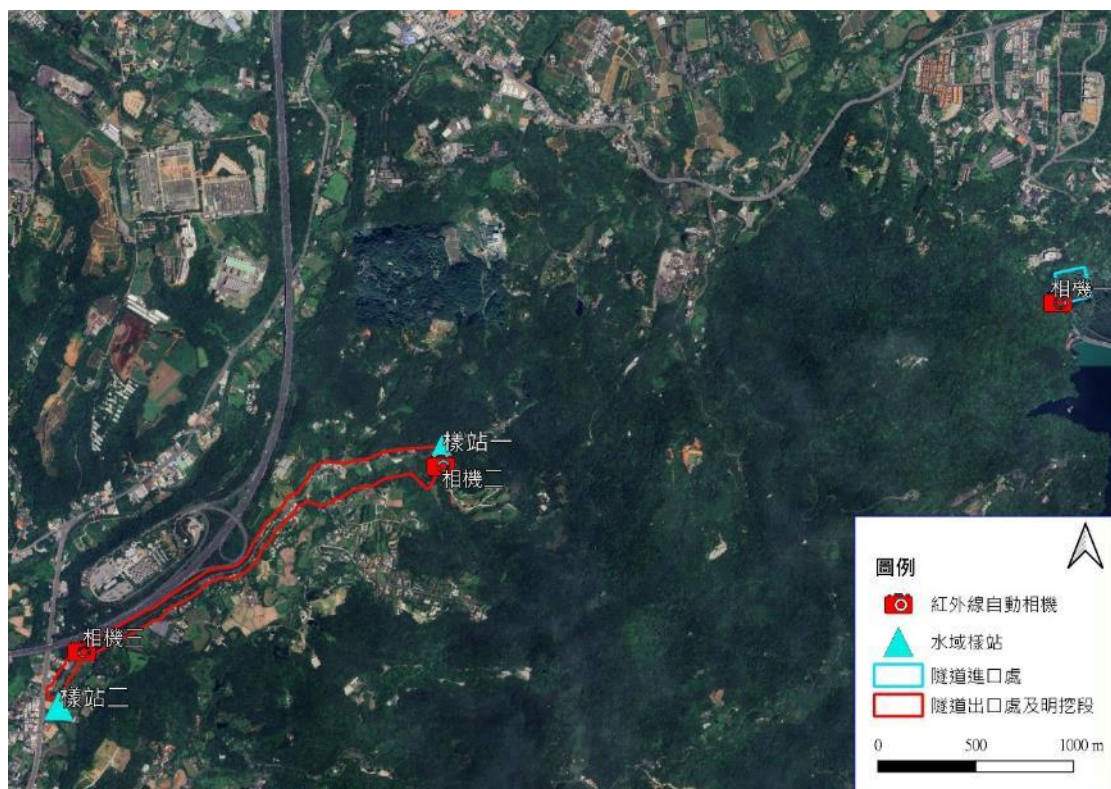 相機一
樣站一
相機二
相機三
樣站二
圖例
紅外線自動相機
水域樣站
隧道進口處
隧道出口處及明挖段
0 500 1000 m